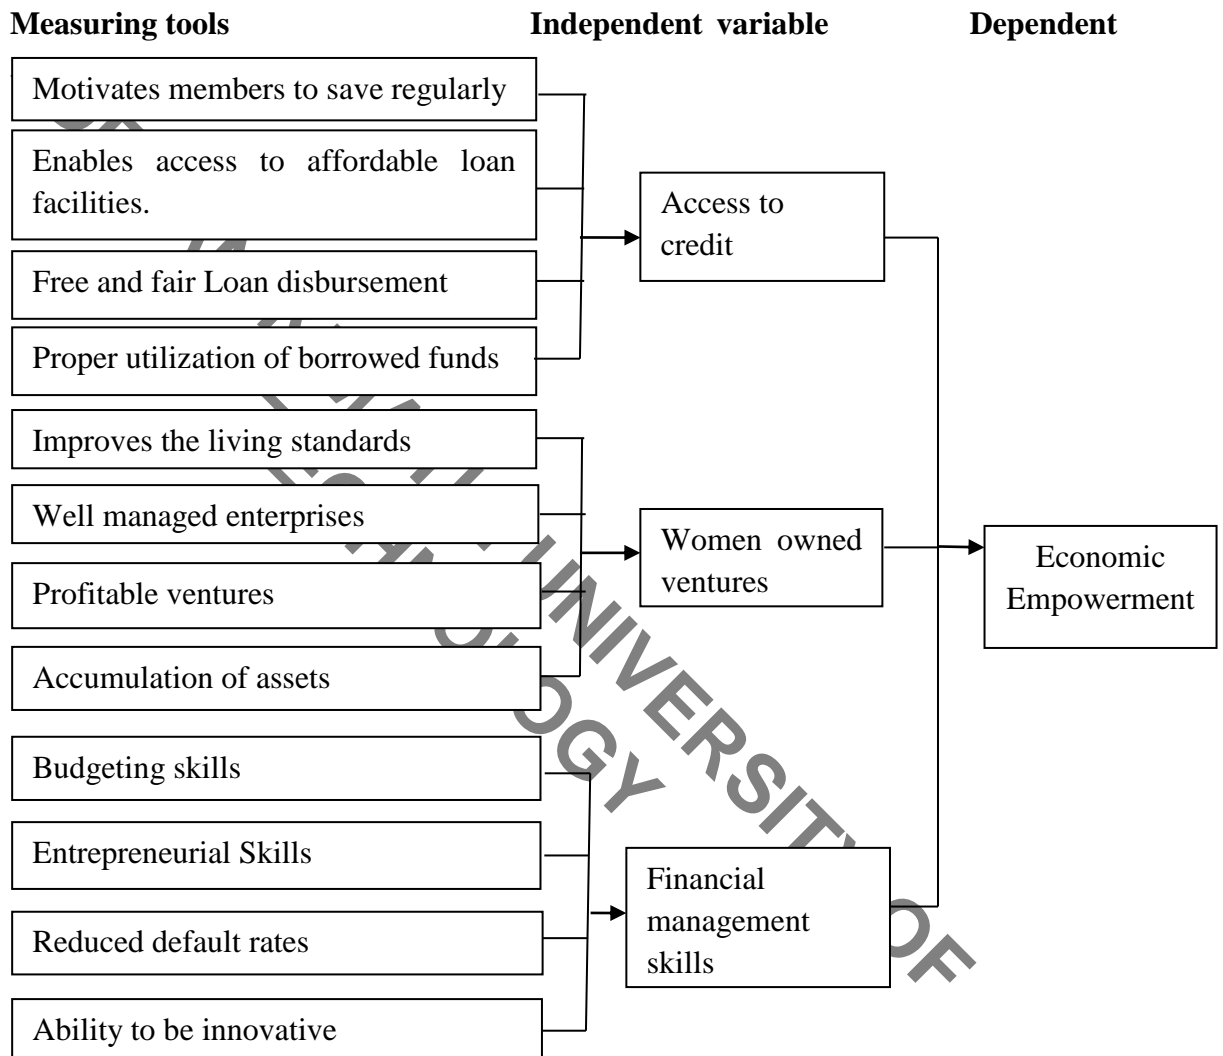 Measuring tools Independent variable Dependent
Motivates members to save regularly
Enables access to affordable loan
facilities.
Free and fair Loan disbursement
Proper utilization of borrowed funds
Access to
credit
Improves the living standards
Well managed enterprises
Profitable ventures
Accumulation of assets
Women owned
ventures
Economic
Empowerment
Budgeting skills
Entrepreneurial Skills
Reduced default rates
Ability to be innovative
Financial
management
skills
UNIVERSITY OF